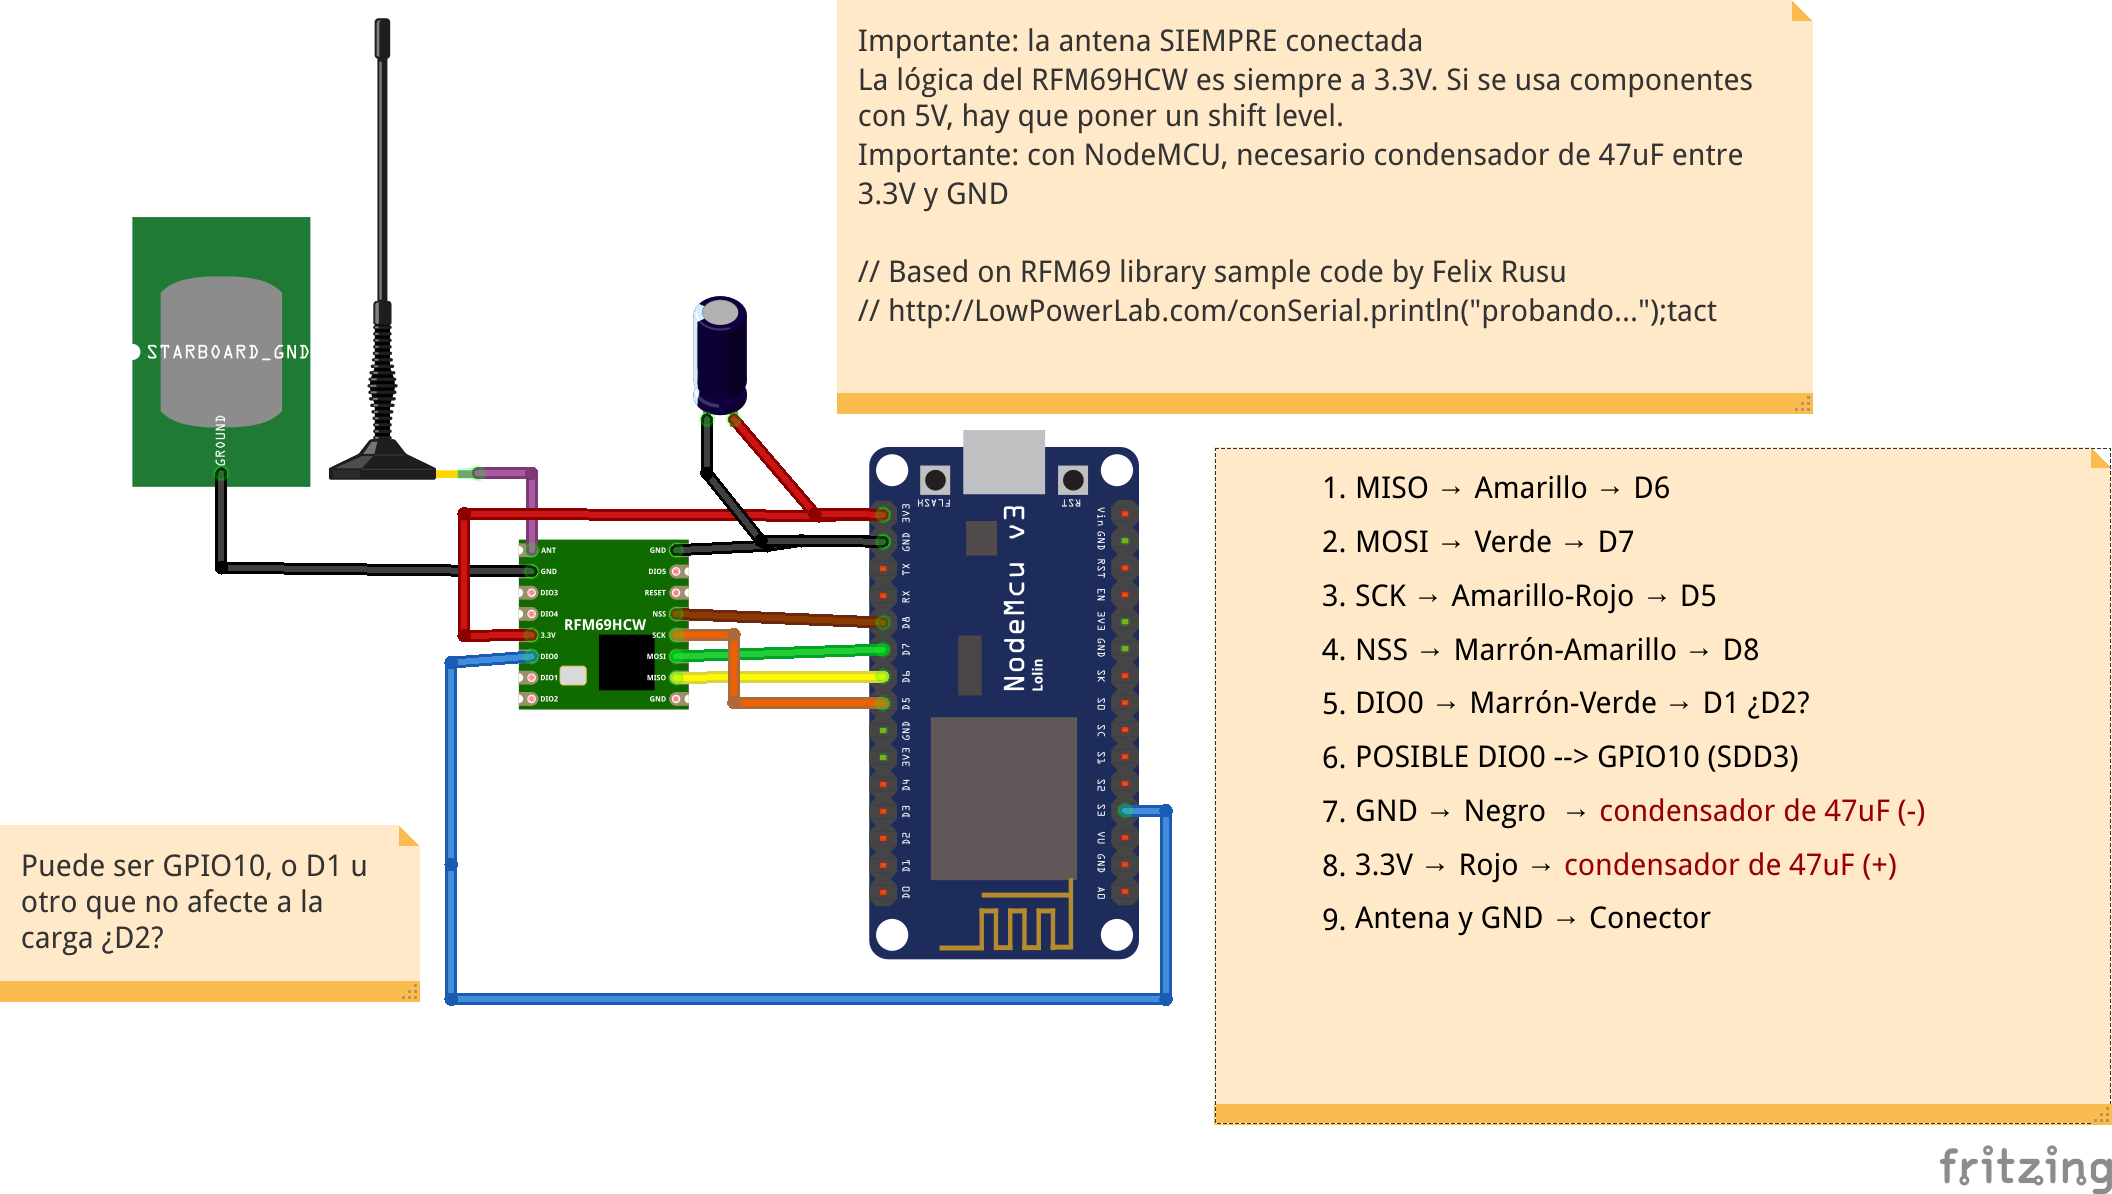 Importante: la antena SIEMPRE conectada
La lógica del RFM69HCW es siempre a 3.3V. Si se usa componentes
con 5V, hay que poner un shift level.
Importante: con NodeMCU, necesario condensador de 47uF entre
3.3V y GND
// Based on RFM69 library sample code by Felix Rusu
// http://LowPowerLab.com/conSerial.println("probando...");tact
STARBOARD_GND
GROUND
ANT
GND
DIO3
DIO4
3.3V
DIO0
DIO1
DIO2
RFM69HCW
GND
DIO5
RESET
NSS
SCK
MOSI
MISO
GND
FLASH
RST
NodeMcu v3
Lolin
3V3
GND
TX
RX
D8
D7
D6
D5
GND
3V3
D4
D3
D2
D1
D0
Vin
GND
RST
EN
3V3
GND
SK
SO
SC
S1
S2
S3
VU
GND
AO
1. MISO → Amarillo → D6
2. MOSI → Verde → D7
3. SCK → Amarillo-Rojo → D5
4. NSS → Marrón-Amarillo → D8
5. DIO0 → Marrón-Verde → D1 ¿D2?
6. POSIBLE DIO0 --> GPIO10 (SDD3)
7. GND → Negro → condensador de 47uF (-)
8. 3.3V → Rojo → condensador de 47uF (+)
9. Antena y GND → Conector
Puede ser GPIO10, o D1 u
otro que no afecte a la
carga ¿D2?
fritzing